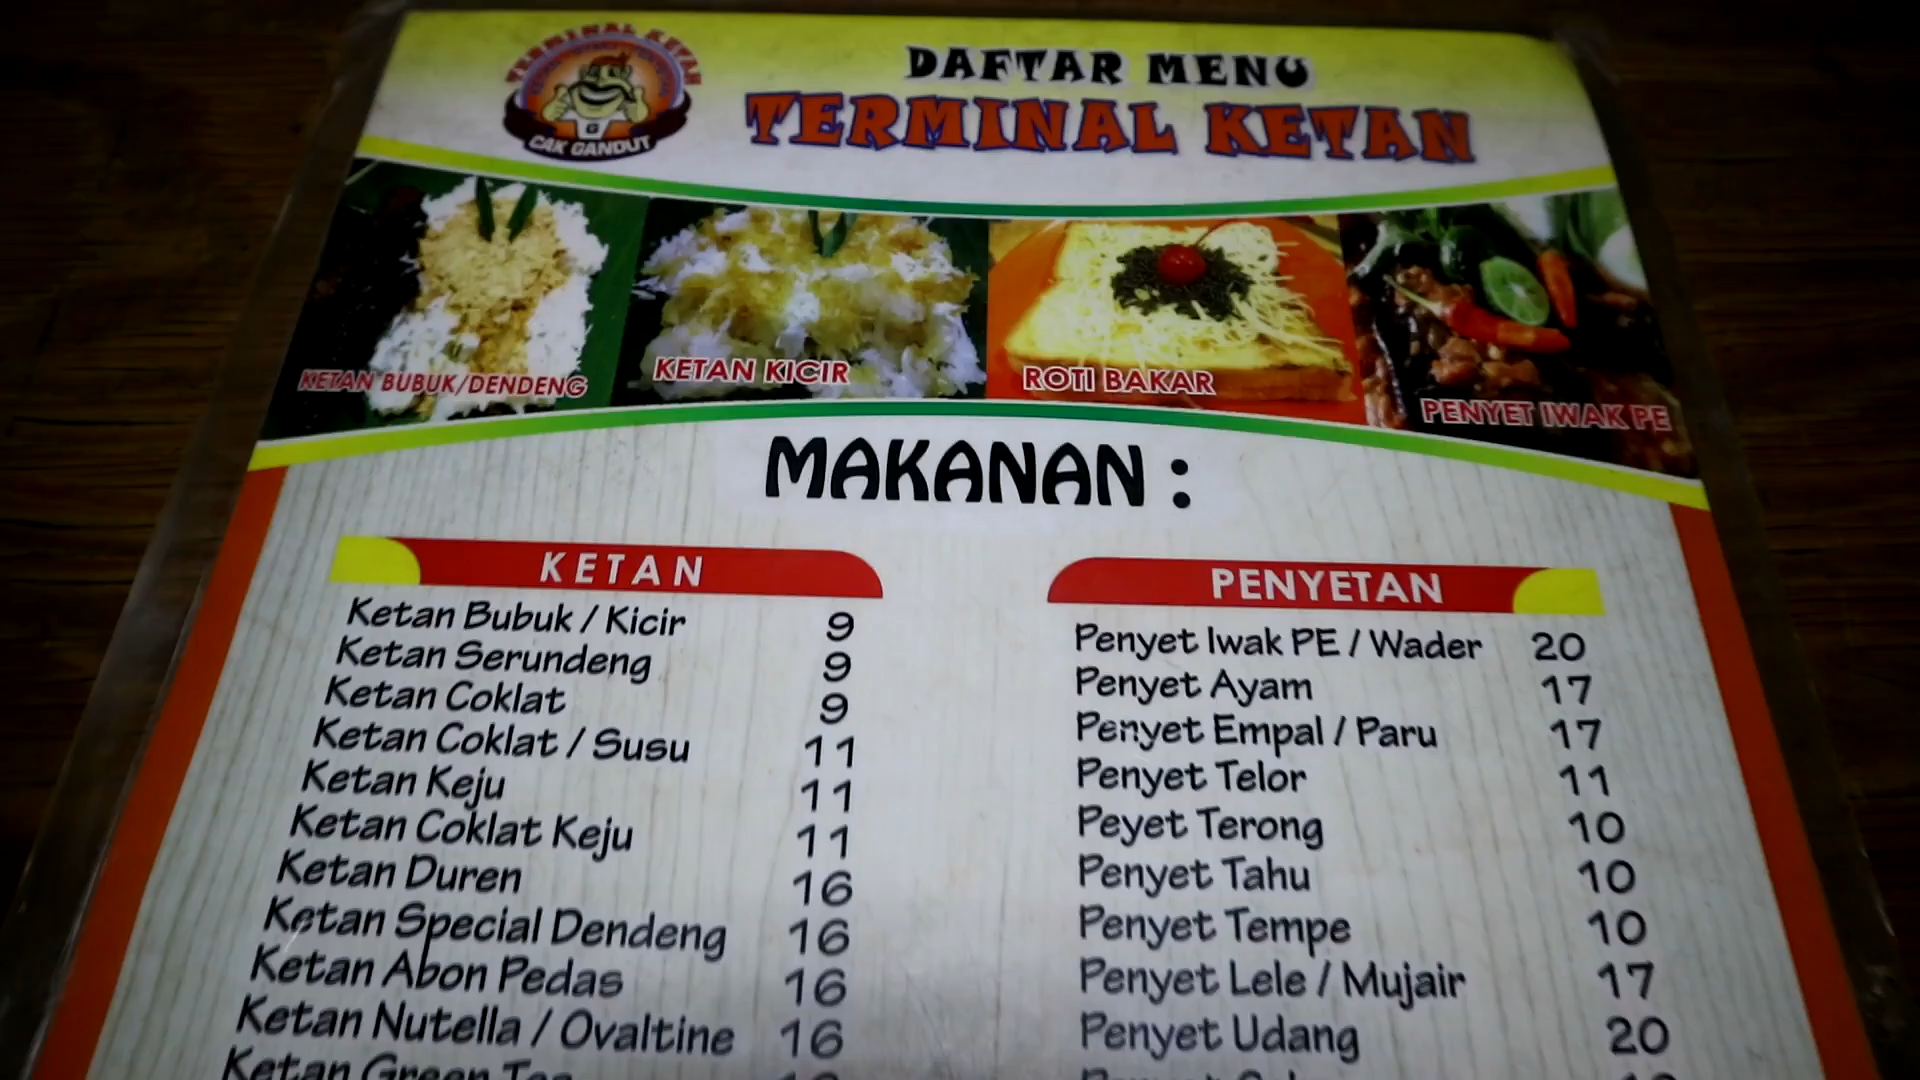 TERMINAL KETAN
CAK GANDUT
DAFTAR MENU
TERMINAL KETAN
KETAN BUBUK/DENDENG
KETAN KICIR
ROTI BAKAR
PENYET IWAK PE
MAKANAN :
KETAN
Ketan Bubuk / Kicir 9
Ketan Serundeng 9
Ketan Coklat 9
Ketan Coklat / Susu 11
Ketan Keju 11
Ketan Coklat Keju 11
Ketan Duren 16
Ketan Special Dendeng 16
Ketan Abon Pedas 16
Ketan Nutella / Ovaltine 16
Ketan Green Tea
PENYETAN
Penyet Iwak PE / Wader 20
Penyet Ayam 17
Penyet Empal / Paru 17
Penyet Telor 11
Peyet Terong 10
Penyet Tahu 10
Penyet Tempe 10
Penyet Lele / Mujair 17
Penyet Udang 20